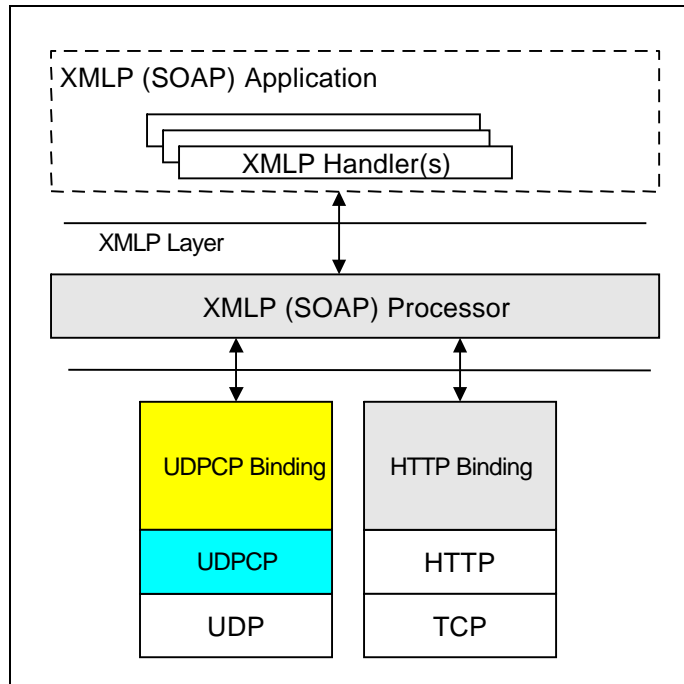 XMLP (SOAP) Application
XMLP Handler(s)
XMLP Layer
XMLP (SOAP) Processor
UDPCP Binding
HTTP Binding
UDPCP
HTTP
UDP
TCP